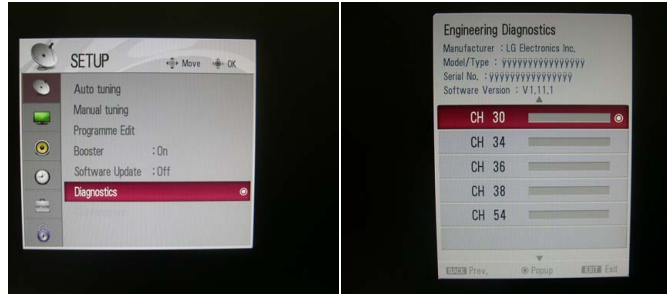 SETUP
Move OK
Auto tuning
Manual tuning
Programme Edit
Booster : On
Software Update : Off
Diagnostics
Engineering Diagnostics
Manufacturer : LG Electronics Inc.
Model/Type : ÿÿÿÿÿÿÿÿÿÿÿÿÿÿÿ
Serial No. : ÿÿÿÿÿÿÿÿÿÿÿÿÿÿ
Software Version : V1.11.1
CH 30
CH 34
CH 36
CH 38
CH 54
BACK Prev. Popup EXIT Exit